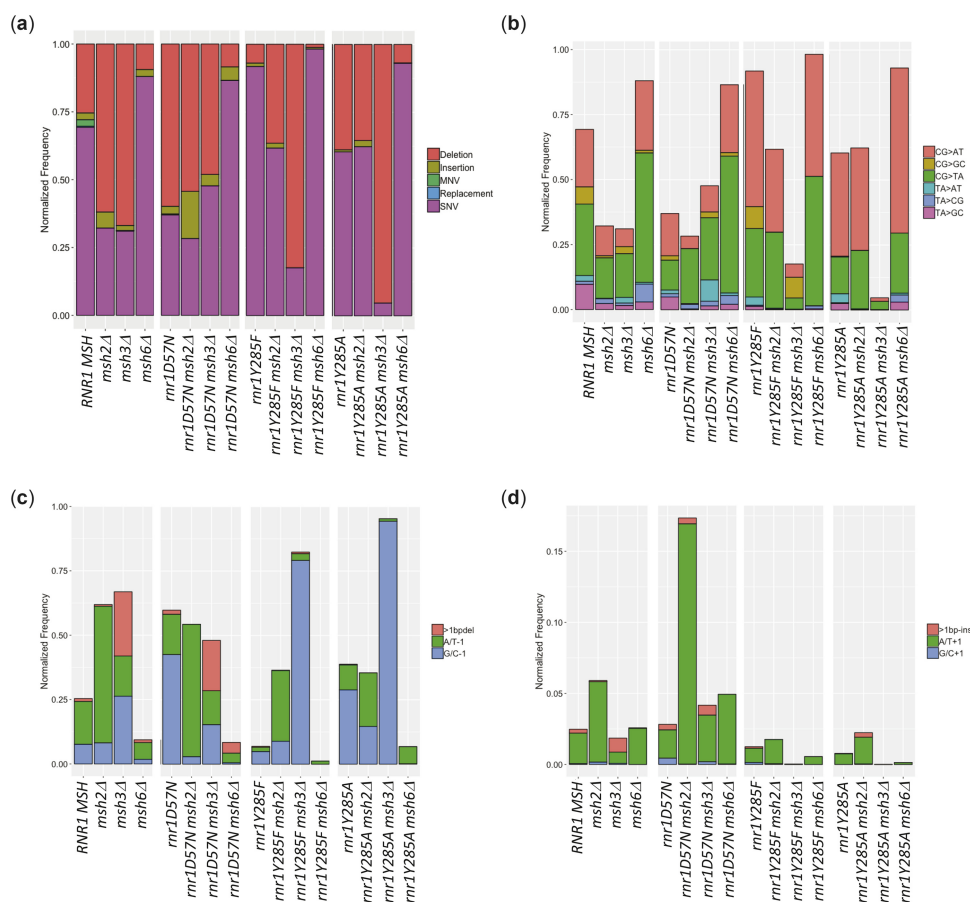 (a)
Normalized Frequency
1.00
0.75
0.50
0.25
0.00
Deletion
Insertion
MNV
Replacement
SNV
RNR1 MSH
msh2Δ
msh3Δ
msh6Δ
rnr1D57N
rnr1D57N msh2Δ
rnr1D57N msh3Δ
rnr1D57N msh6Δ
rnr1Y285F
rnr1Y285F msh2Δ
rnr1Y285F msh3Δ
rnr1Y285F msh6Δ
rnr1Y285A
rnr1Y285A msh2Δ
rnr1Y285A msh3Δ
rnr1Y285A msh6Δ
(b)
Normalized Frequency
1.00
0.75
0.50
0.25
0.00
CG>AT
CG>GC
CG>TA
TA>AT
TA>CG
TA>GC
RNR1 MSH
msh2Δ
msh3Δ
msh6Δ
rnr1D57N
rnr1D57N msh2Δ
rnr1D57N msh3Δ
rnr1D57N msh6Δ
rnr1Y285F
rnr1Y285F msh2Δ
rnr1Y285F msh3Δ
rnr1Y285F msh6Δ
rnr1Y285A
rnr1Y285A msh2Δ
rnr1Y285A msh3Δ
rnr1Y285A msh6Δ
(c)
Normalized Frequency
1.00
0.75
0.50
0.25
0.00
>1bpdel
A/T-1
G/C-1
RNR1 MSH
msh2Δ
msh3Δ
msh6Δ
rnr1D57N
rnr1D57N msh2Δ
rnr1D57N msh3Δ
rnr1D57N msh6Δ
rnr1Y285F
rnr1Y285F msh2Δ
rnr1Y285F msh3Δ
rnr1Y285F msh6Δ
rnr1Y285A
rnr1Y285A msh2Δ
rnr1Y285A msh3Δ
rnr1Y285A msh6Δ
(d)
Normalized Frequency
0.15
0.10
0.05
0.00
>1bp-ins
A/T+1
G/C+1
RNR1 MSH
msh2Δ
msh3Δ
msh6Δ
rnr1D57N
rnr1D57N msh2Δ
rnr1D57N msh3Δ
rnr1D57N msh6Δ
rnr1Y285F
rnr1Y285F msh2Δ
rnr1Y285F msh3Δ
rnr1Y285F msh6Δ
rnr1Y285A
rnr1Y285A msh2Δ
rnr1Y285A msh3Δ
rnr1Y285A msh6Δ